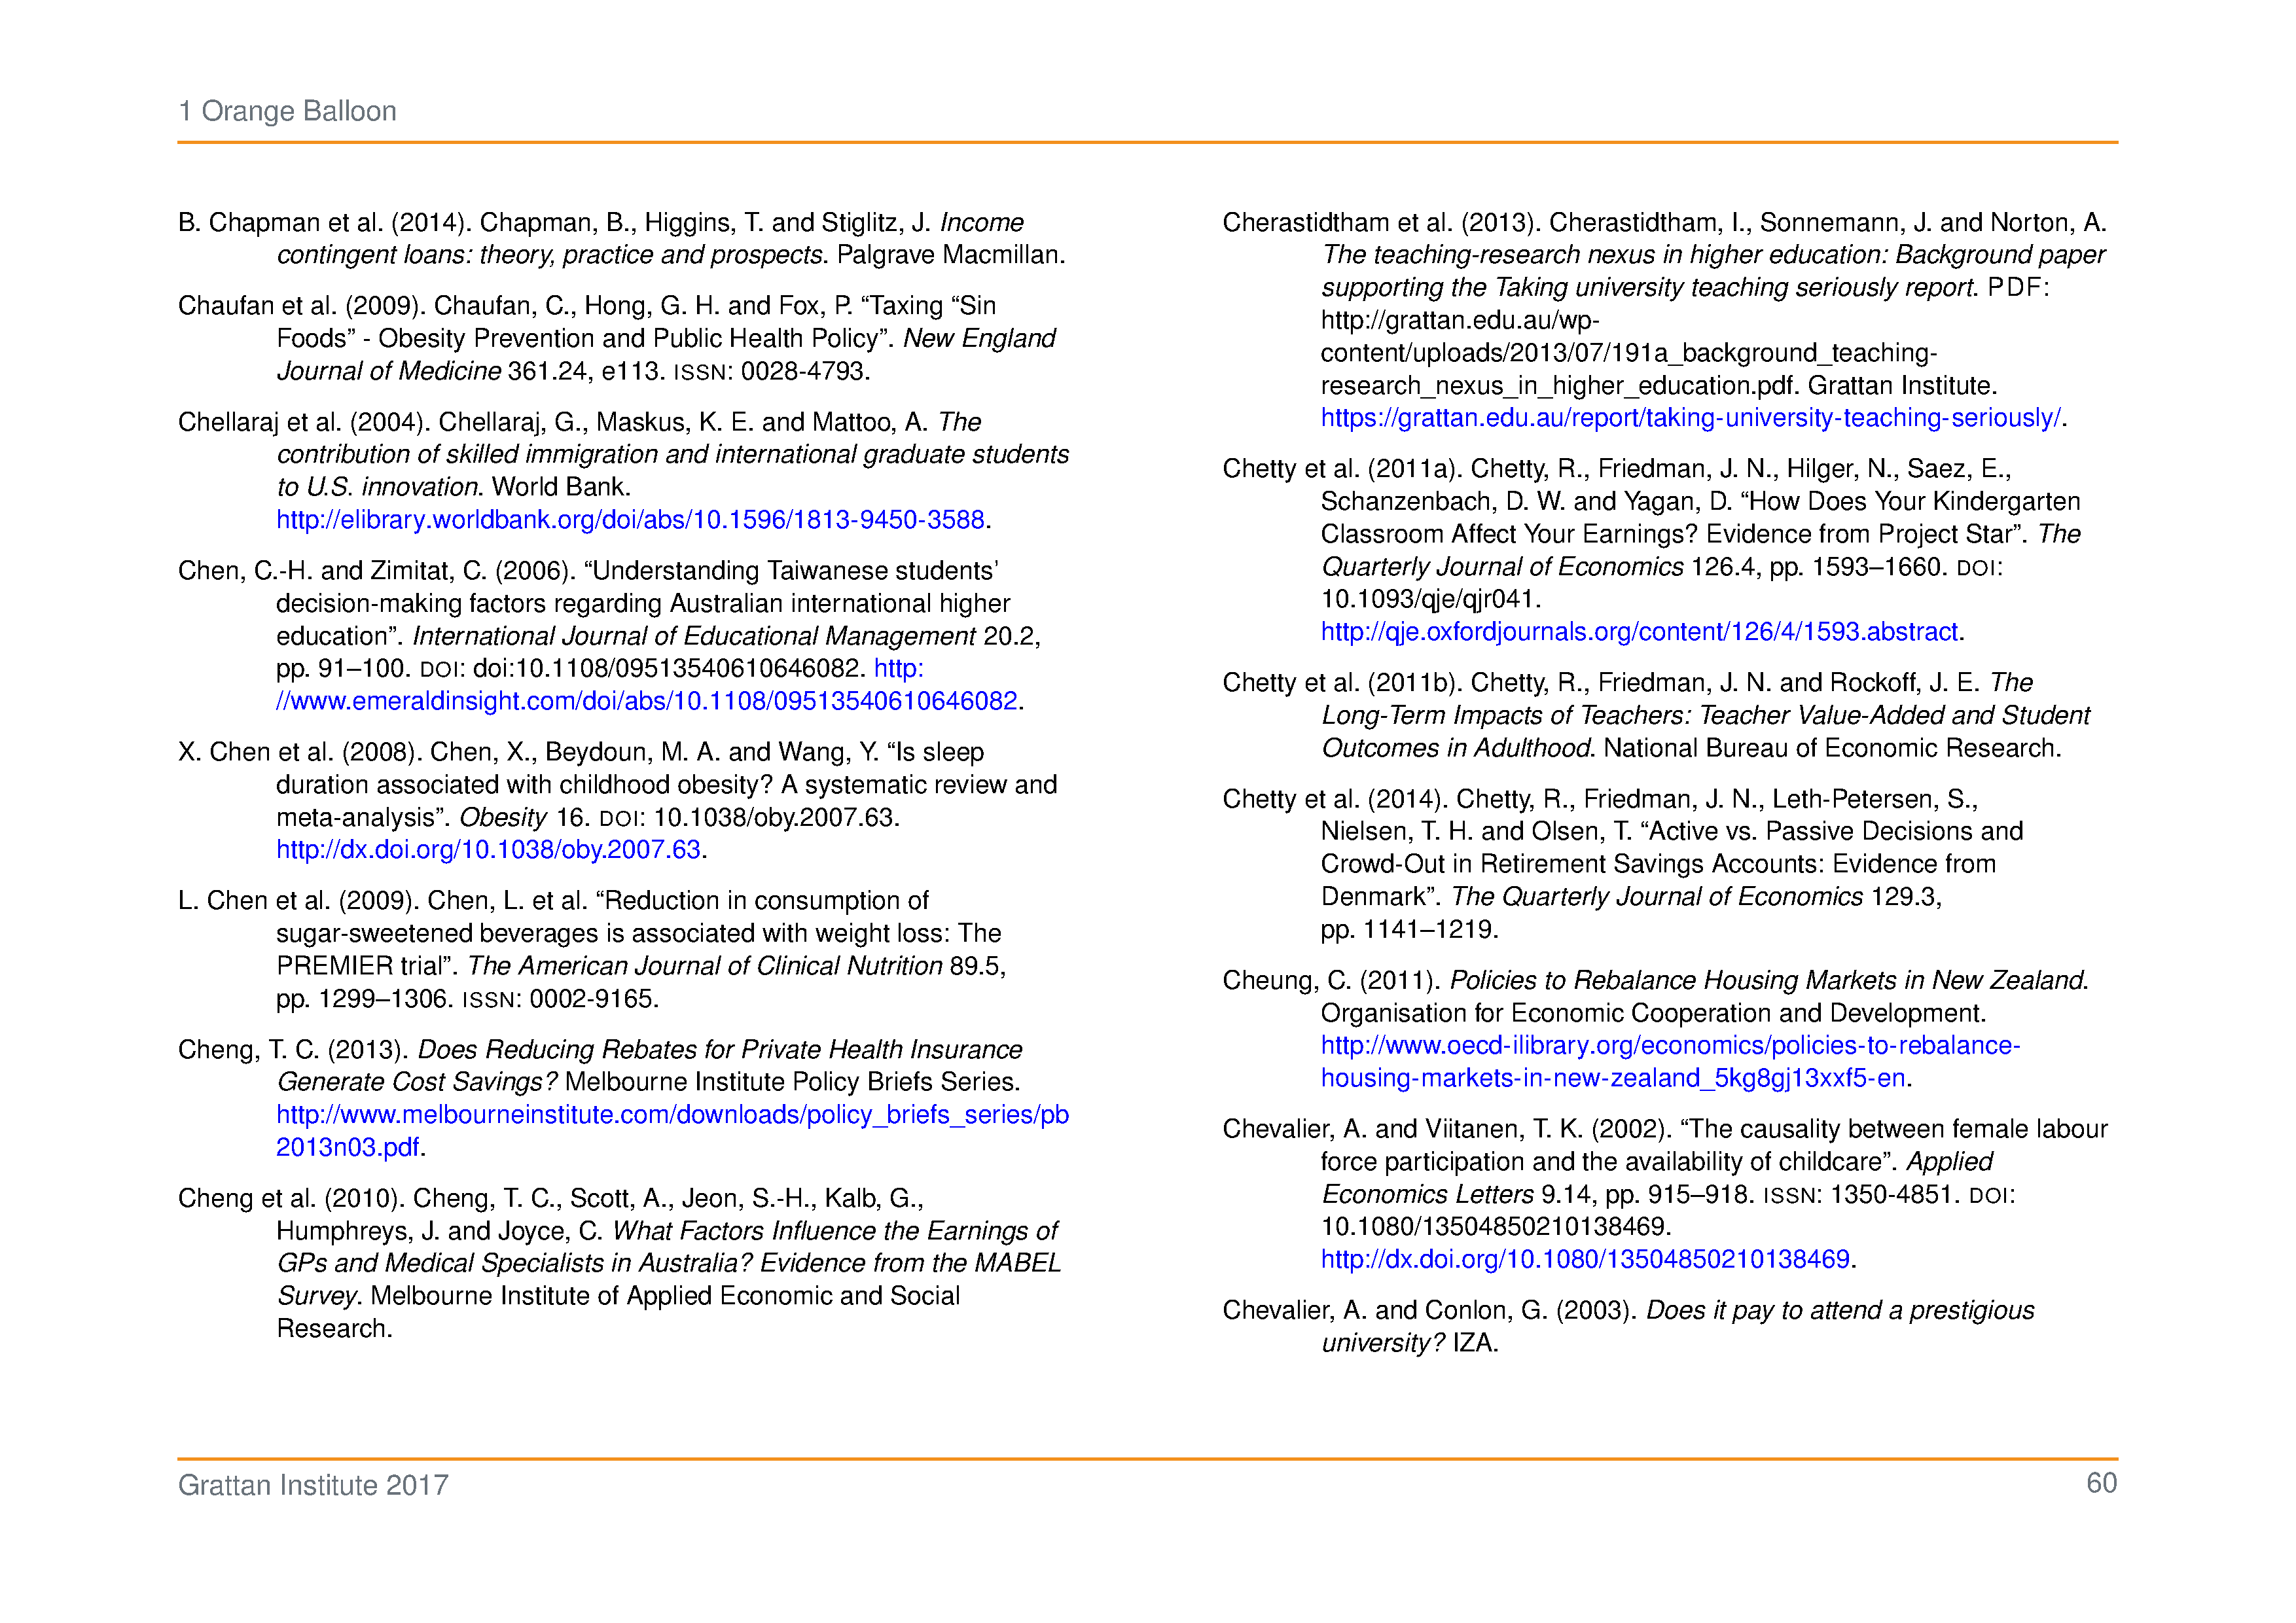 1 Orange Balloon
B. Chapman et al. (2014). Chapman, B., Higgins, T. and Stiglitz, J. Income
contingent loans: theory, practice and prospects. Palgrave Macmillan.
Chaufan et al. (2009). Chaufan, C., Hong, G. H. and Fox, P. “Taxing “Sin
Foods” - Obesity Prevention and Public Health Policy”. New England
Journal of Medicine 361.24, e113. ISSN: 0028-4793.
Chellaraj et al. (2004). Chellaraj, G., Maskus, K. E. and Mattoo, A. The
contribution of skilled immigration and international graduate students
to U.S. innovation. World Bank.
http://elibrary.worldbank.org/doi/abs/10.1596/1813-9450-3588.
Chen, C.-H. and Zimitat, C. (2006). “Understanding Taiwanese students’
decision-making factors regarding Australian international higher
education”. International Journal of Educational Management 20.2,
pp. 91–100. DOI: doi:10.1108/09513540610646082. http:
//www.emeraldinsight.com/doi/abs/10.1108/09513540610646082.
X. Chen et al. (2008). Chen, X., Beydoun, M. A. and Wang, Y. “Is sleep
duration associated with childhood obesity? A systematic review and
meta-analysis”. Obesity 16. DOI: 10.1038/oby.2007.63.
http://dx.doi.org/10.1038/oby.2007.63.
L. Chen et al. (2009). Chen, L. et al. “Reduction in consumption of
sugar-sweetened beverages is associated with weight loss: The
PREMIER trial”. The American Journal of Clinical Nutrition 89.5,
pp. 1299–1306. ISSN: 0002-9165.
Cheng, T. C. (2013). Does Reducing Rebates for Private Health Insurance
Generate Cost Savings? Melbourne Institute Policy Briefs Series.
http://www.melbourneinstitute.com/downloads/policy_briefs_series/pb
2013n03.pdf.
Cheng et al. (2010). Cheng, T. C., Scott, A., Jeon, S.-H., Kalb, G.,
Humphreys, J. and Joyce, C. What Factors Influence the Earnings of
GPs and Medical Specialists in Australia? Evidence from the MABEL
Survey. Melbourne Institute of Applied Economic and Social
Research.
Cherastidtham et al. (2013). Cherastidtham, I., Sonnemann, J. and Norton, A.
The teaching-research nexus in higher education: Background paper
supporting the Taking university teaching seriously report. PDF:
http://grattan.edu.au/wp-
content/uploads/2013/07/191a_background_teaching-
research_nexus_in_higher_education.pdf. Grattan Institute.
https://grattan.edu.au/report/taking-university-teaching-seriously/.
Chetty et al. (2011a). Chetty, R., Friedman, J. N., Hilger, N., Saez, E.,
Schanzenbach, D. W. and Yagan, D. “How Does Your Kindergarten
Classroom Affect Your Earnings? Evidence from Project Star”. The
Quarterly Journal of Economics 126.4, pp. 1593–1660. DOI:
10.1093/qje/qjr041.
http://qje.oxfordjournals.org/content/126/4/1593.abstract.
Chetty et al. (2011b). Chetty, R., Friedman, J. N. and Rockoff, J. E. The
Long-Term Impacts of Teachers: Teacher Value-Added and Student
Outcomes in Adulthood. National Bureau of Economic Research.
Chetty et al. (2014). Chetty, R., Friedman, J. N., Leth-Petersen, S.,
Nielsen, T. H. and Olsen, T. “Active vs. Passive Decisions and
Crowd-Out in Retirement Savings Accounts: Evidence from
Denmark”. The Quarterly Journal of Economics 129.3,
pp. 1141–1219.
Cheung, C. (2011). Policies to Rebalance Housing Markets in New Zealand.
Organisation for Economic Cooperation and Development.
http://www.oecd-ilibrary.org/economics/policies-to-rebalance-
housing-markets-in-new-zealand_5kg8gj13xxf5-en.
Chevalier, A. and Viitanen, T. K. (2002). “The causality between female labour
force participation and the availability of childcare”. Applied
Economics Letters 9.14, pp. 915–918. ISSN: 1350-4851. DOI:
10.1080/13504850210138469.
http://dx.doi.org/10.1080/13504850210138469.
Chevalier, A. and Conlon, G. (2003). Does it pay to attend a prestigious
university? IZA.
Grattan Institute 2017
60